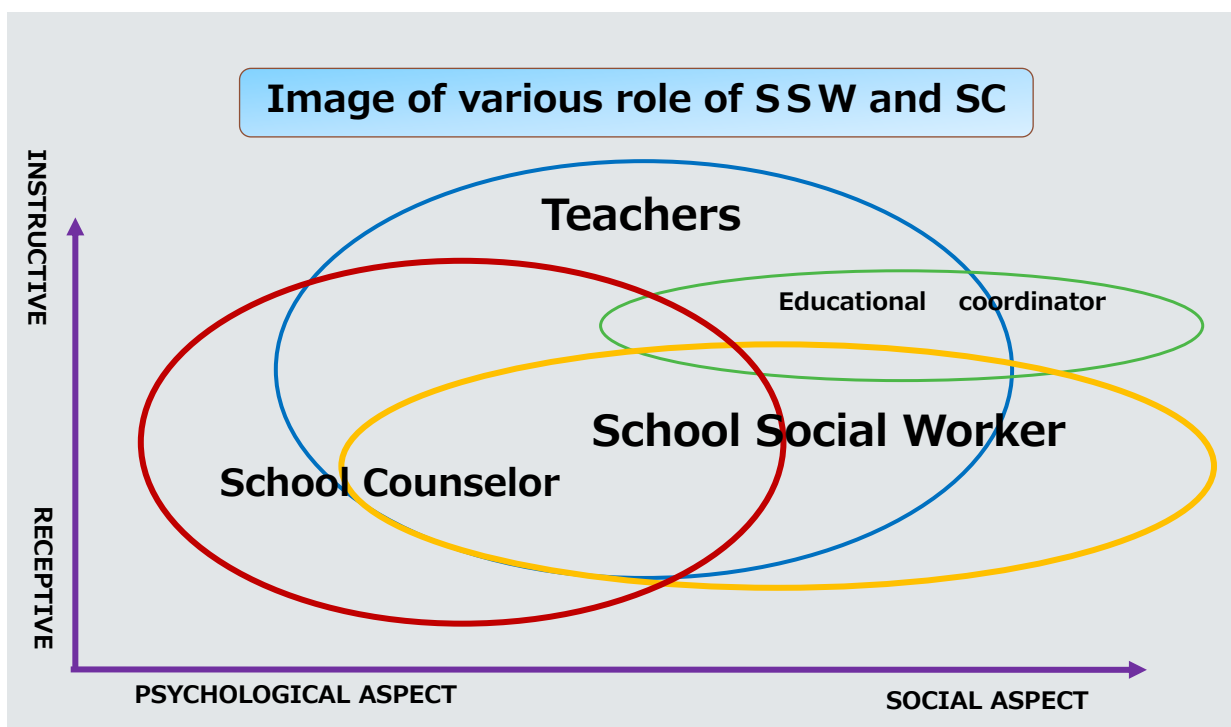 Image of various role of ＳＳＷ and SC
INSTRUCTIVE
Teachers
Educational　coordinator
School Social Worker
School Counselor
RECEPTIVE
PSYCHOLOGICAL ASPECT
SOCIAL ASPECT